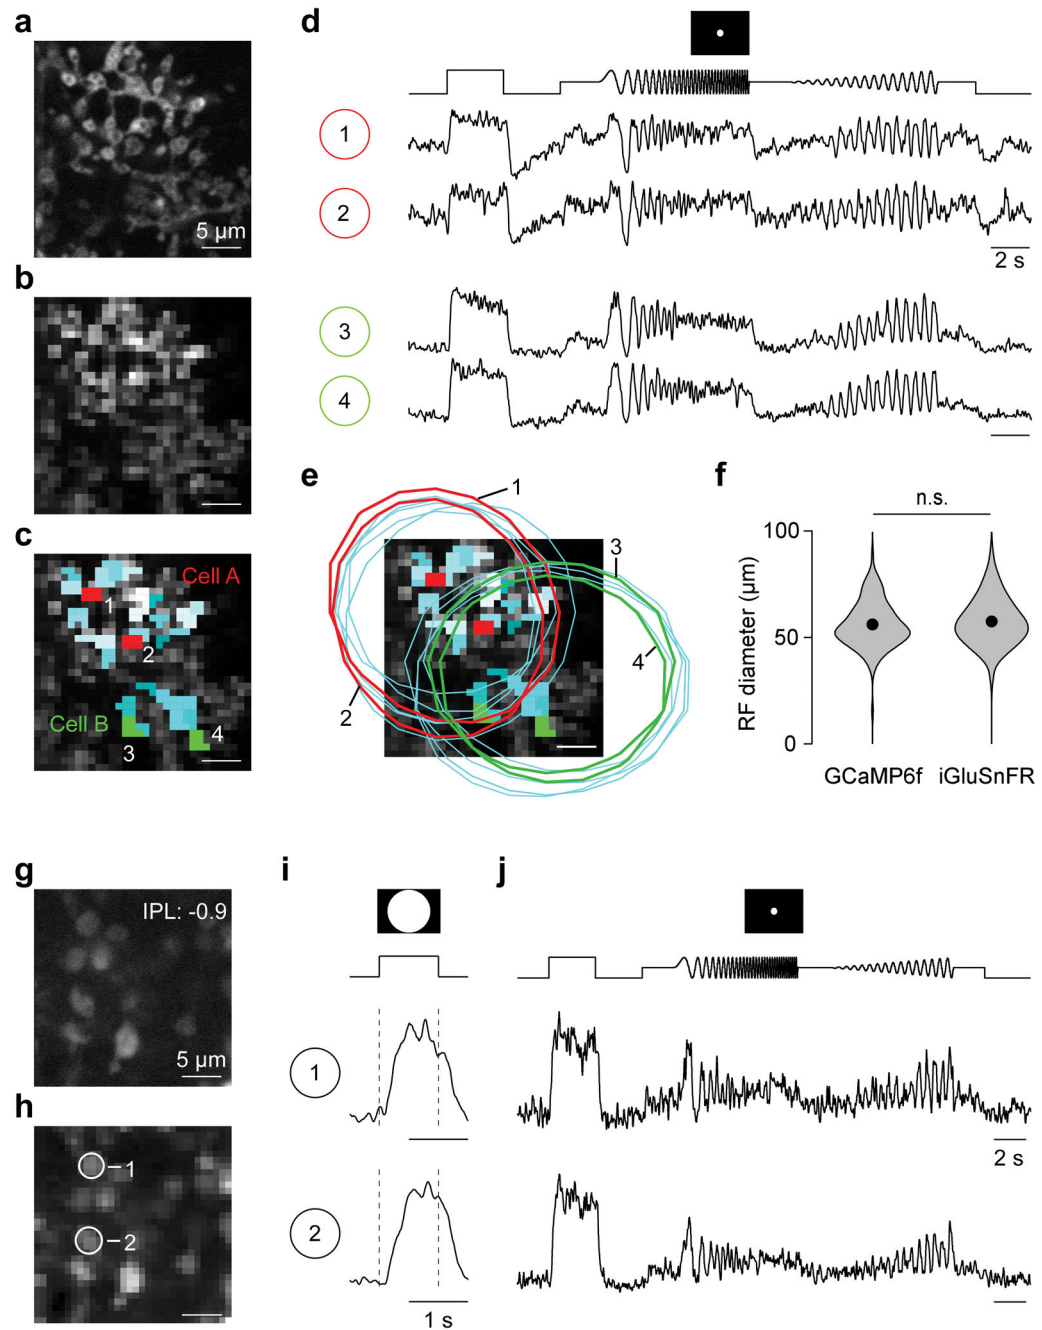 a
5 µm
b
c
Cell A
1
2
Cell B
3
4
d
1
2
2 s
3
4
e
1
3
4
2
f
n.s.
100
50
0
RF diameter (µm)
GCaMP6f
iGluSnFR
g
IPL: -0.9
5 µm
h
1
2
i
1
2
1 s
j
2 s